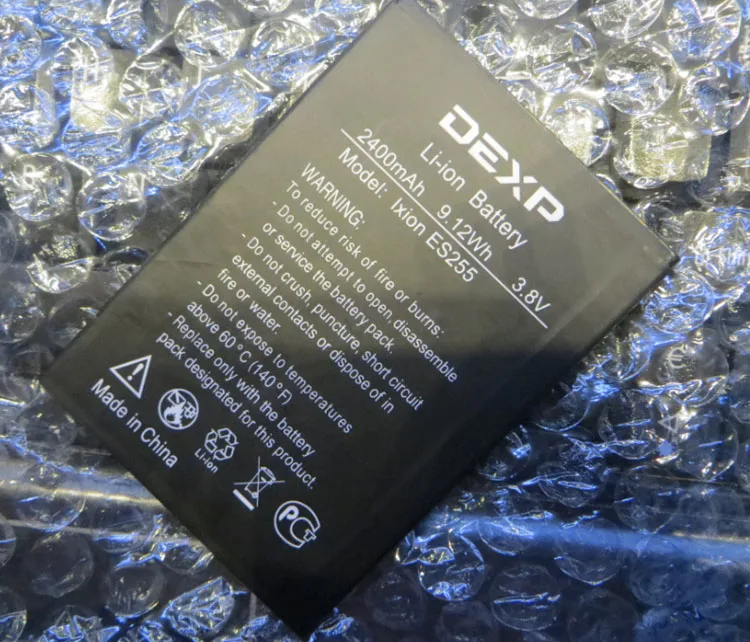 DEXP
Li-ion Battery
2400mAh 9.12Wh 3.8V
Model: Ixion ES255
WARNING:
To reduce risk of fire or burns:
- Do not attempt to open, disassemble
or service the battery pack.
- Do not crush, puncture, short circuit
external contacts or dispose of in
fire or water.
- Do not expose to temperatures
above 60°C (140°F)
- Replace only with the battery
pack designated for this product.
Li-ion
Made in China